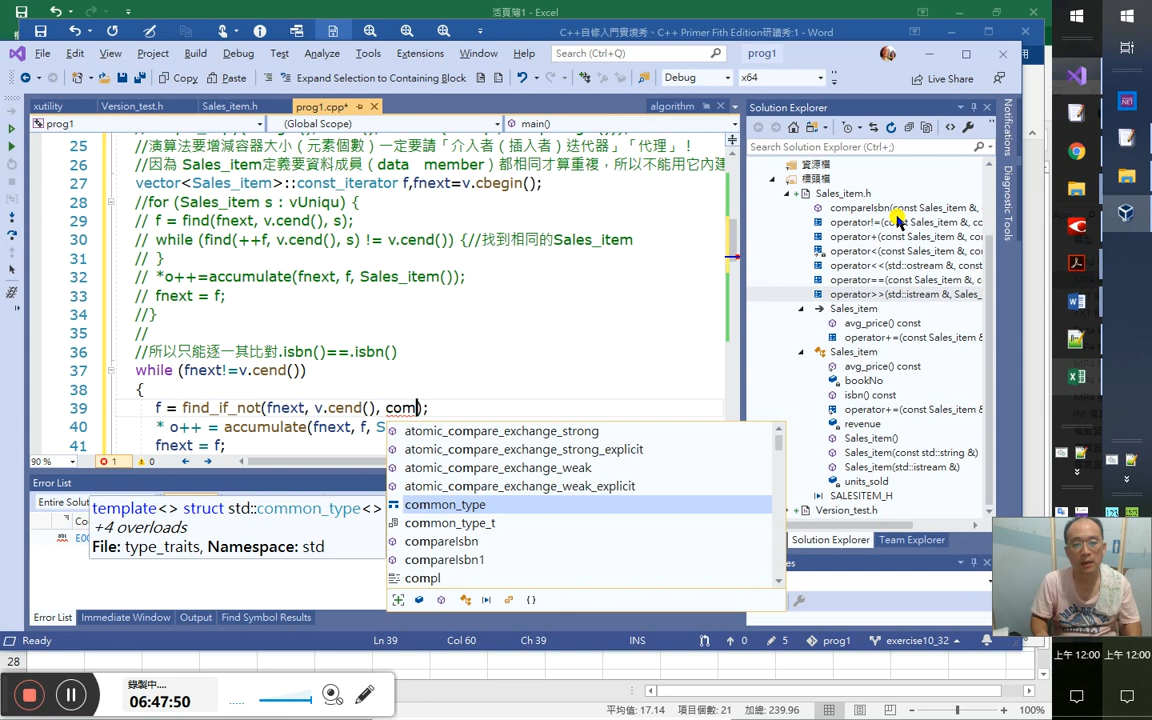 活頁簿1 - Excel
C++自修入門實境秀、C++ Primer Fifth Edition研讀秀:1 - Word
File Edit View Project Build Debug Test Analyze Tools Extensions Window Help Search (Ctrl+Q) prog1
Copy Paste Expand Selection to Containing Block Debug x64 Live Share
xutility Version_test.h Sales_item.h prog1.cpp* algorithm Solution Explorer
prog1 (Global Scope) main()
25 //演算法要增減容器大小（元素個數）一定要請「介入者（插入者）迭代器」「代理」！
26 //因為 Sales_item定義要資料成員（data member）都相同才算重複，所以不能用它內建
27 vector<Sales_item>::const_iterator f,fnext=v.cbegin();
28 //for (Sales_item s : vUniqu) {
29 // f = find(fnext, v.cend(), s);
30 // while (find(++f, v.cend(), s) != v.cend()) {//找到相同的Sales_item
31 // }
32 // *o++=accumulate(fnext, f, Sales_item());
33 // fnext = f;
34 //}
35 //
36 //所以只能逐一其比對.isbn()==.isbn()
37 while (fnext!=v.cend())
38 {
39 f = find_if_not(fnext, v.cend(), com);
40 * o++ = accumulate(fnext, f, S
41 fnext = f;
atomic_compare_exchange_strong
atomic_compare_exchange_strong_explicit
atomic_compare_exchange_weak
atomic_compare_exchange_weak_explicit
common_type
common_type_t
compareIsbn
compareIsbn1
compl
90 % 1 0
Error List
Entire Solu
Co
E00
template<> struct std::common_type<>
+4 overloads
File: type_traits, Namespace: std
Error List Immediate Window Output Find Symbol Results
Search Solution Explorer (Ctrl+;)
資源檔
標頭檔
Sales_item.h
compareIsbn(const Sales_item &,
operator!=(const Sales_item &, co
operator+(const Sales_item &, co
operator<(const Sales_item &, co
operator<<(std::ostream &, const
operator==(const Sales_item &, c
operator>>(std::istream &, Sales_
Sales_item
avg_price() const
operator+=(const Sales_item &
Sales_item
avg_price() const
bookNo
isbn() const
operator+=(const Sales_item &
revenue
Sales_item()
Sales_item(const std::string &)
Sales_item(std::istream &)
units_sold
SALESITEM_H
Version_test.h
Solution Explorer Team Explorer
Notifications
Diagnostic Tools
Ready Ln 39 Col 60 Ch 39 INS 0 5 prog1 exercise10_32
上午 12:00 上午 12:00
28
錄製中...
06:47:50
平均值: 17.14 項目個數: 21 加總: 239.96 100%